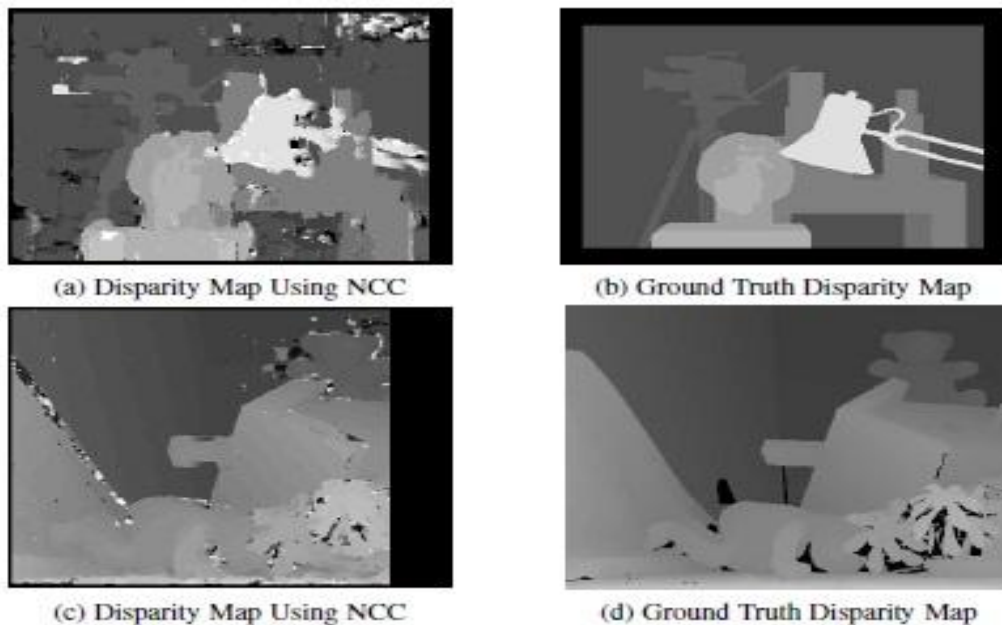 (a) Disparity Map Using NCC
(b) Ground Truth Disparity Map
(c) Disparity Map Using NCC
(d) Ground Truth Disparity Map